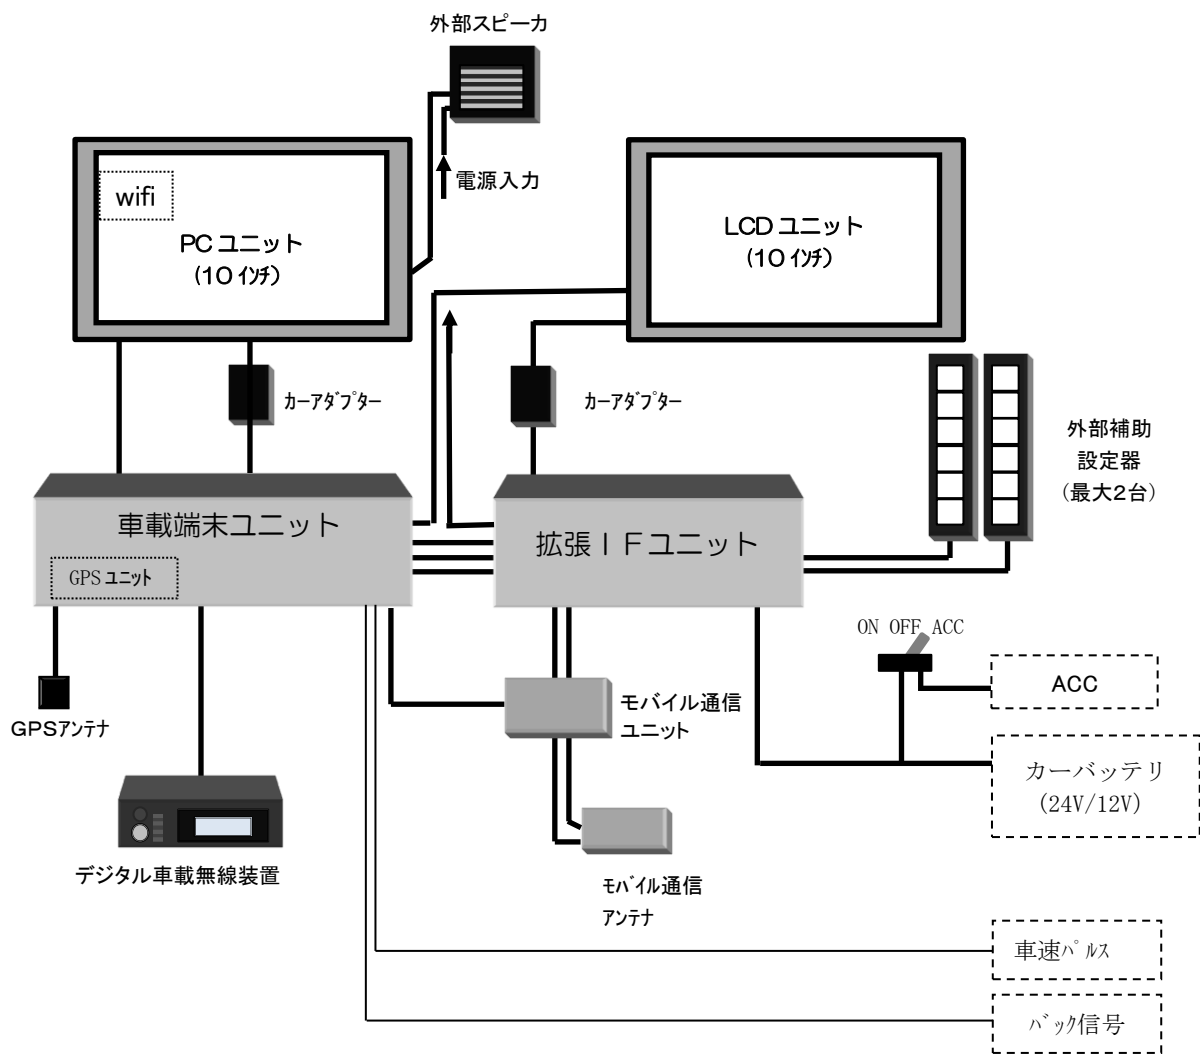 外部スピーカ
電源入力
wifi
PCユニット
(10ｲﾝﾁ)
LCDユニット
(10ｲﾝﾁ)
ｶｰｱﾀﾞﾌﾟﾀｰ
ｶｰｱﾀﾞﾌﾟﾀｰ
外部補助
設定器
(最大2台)
車載端末ユニット
GPSユニット
拡張ＩＦユニット
ON OFF ACC
ACC
モバイル通信
ユニット
GPSｱﾝﾃﾅ
カーバッテリ
(24V/12V)
デジタル車載無線装置
ﾓﾊﾞｲﾙ通信
ｱﾝﾃﾅ
車速ﾊﾟﾙｽ
ﾊﾞｯｸ信号